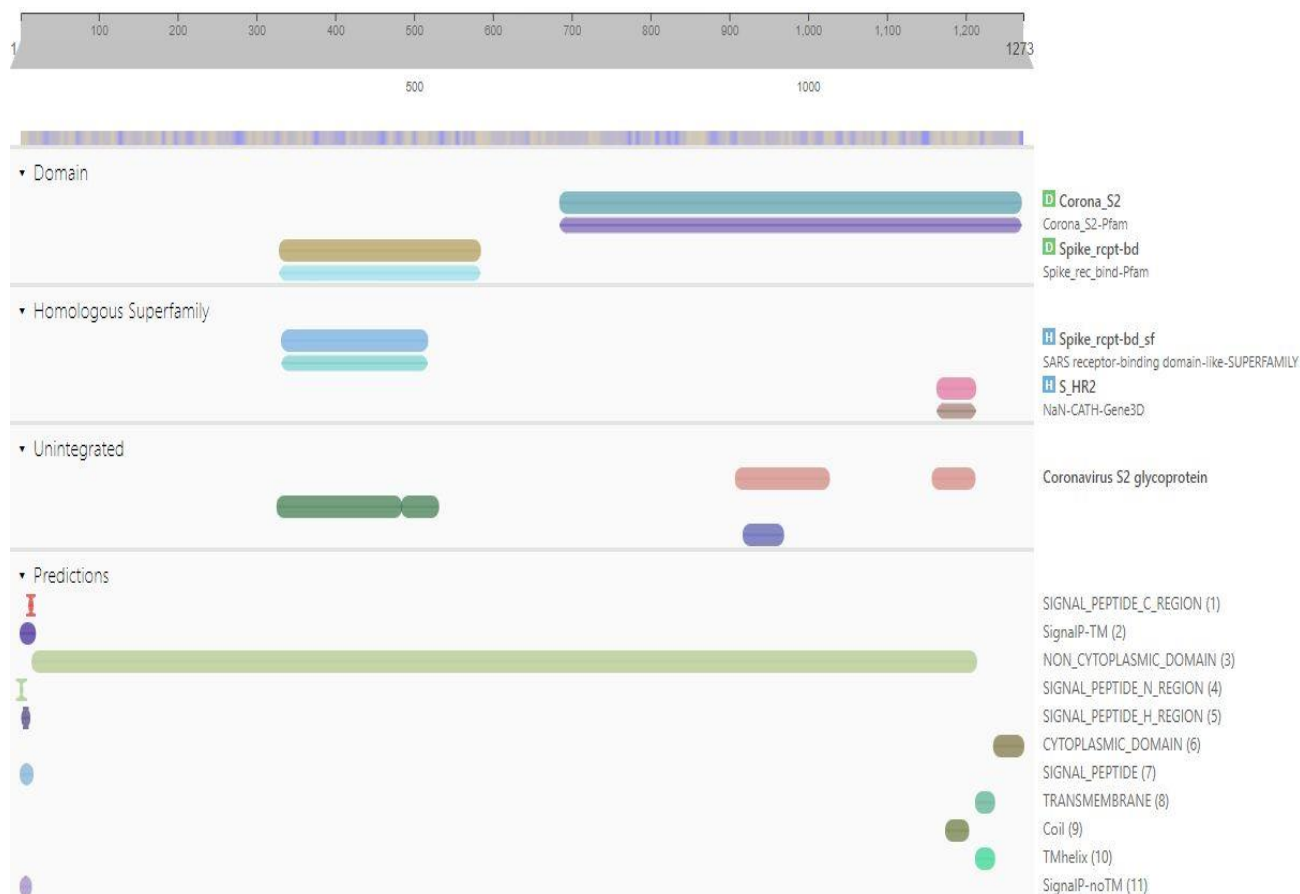 100 200 300 400 500 600 700 800 900 1,000 1,100 1,200
1 1273
500 1000
▾ Domain
D Corona_S2
Corona_S2-Pfam
D Spike_rcpt-bd
Spike_rec_bind-Pfam
▾ Homologous Superfamily
H Spike_rcpt-bd_sf
SARS receptor-binding domain-like-SUPERFAMILY
H S_HR2
NaN-CATH-Gene3D
▾ Unintegrated
Coronavirus S2 glycoprotein
▾ Predictions
SIGNAL_PEPTIDE_C_REGION (1)
SignalP-TM (2)
NON_CYTOPLASMIC_DOMAIN (3)
SIGNAL_PEPTIDE_N_REGION (4)
SIGNAL_PEPTIDE_H_REGION (5)
CYTOPLASMIC_DOMAIN (6)
SIGNAL_PEPTIDE (7)
TRANSMEMBRANE (8)
Coil (9)
TMhelix (10)
SignalP-noTM (11)